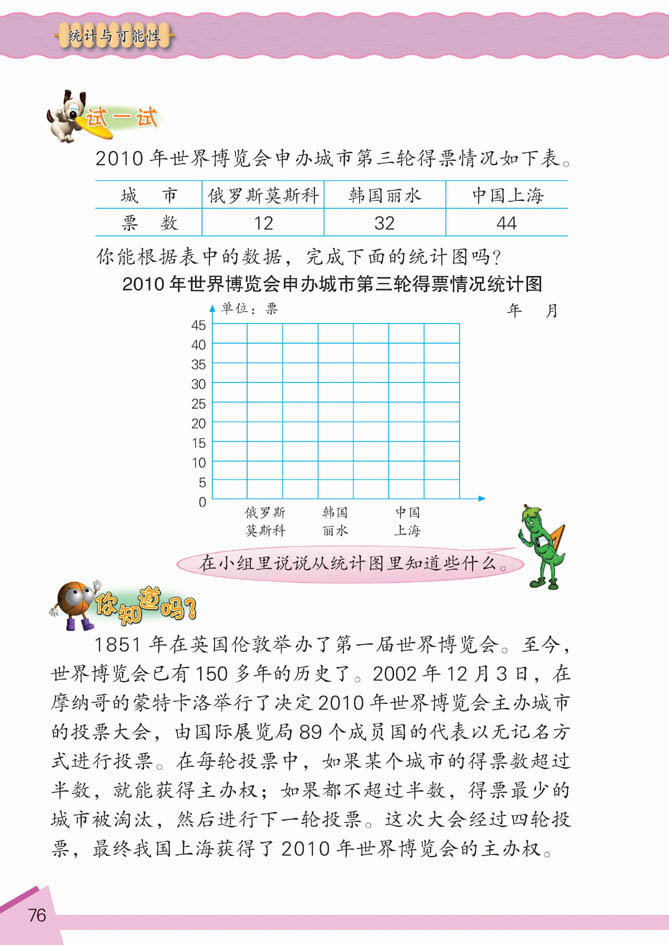 统计与可能性
试一试
2010 年世界博览会申办城市第三轮得票情况如下表。
城 市 俄罗斯莫斯科 韩国丽水 中国上海
票 数 12 32 44
你能根据表中的数据，完成下面的统计图吗？
2010 年世界博览会申办城市第三轮得票情况统计图
单位：票 年 月
45
40
35
30
25
20
15
10
5
0
俄罗斯 韩国 中国
莫斯科 丽水 上海
在小组里说说从统计图里知道些什么。
你知道吗？
1851 年在英国伦敦举办了第一届世界博览会。至今，
世界博览会已有 150 多年的历史了。2002 年 12 月 3 日，在
摩纳哥的蒙特卡洛举行了决定 2010 年世界博览会主办城市
的投票大会，由国际展览局 89 个成员国的代表以无记名方
式进行投票。在每轮投票中，如果某个城市的得票数超过
半数，就能获得主办权；如果都不超过半数，得票最少的
城市被淘汰，然后进行下一轮投票。这次大会经过四轮投
票，最终我国上海获得了 2010 年世界博览会的主办权。
76